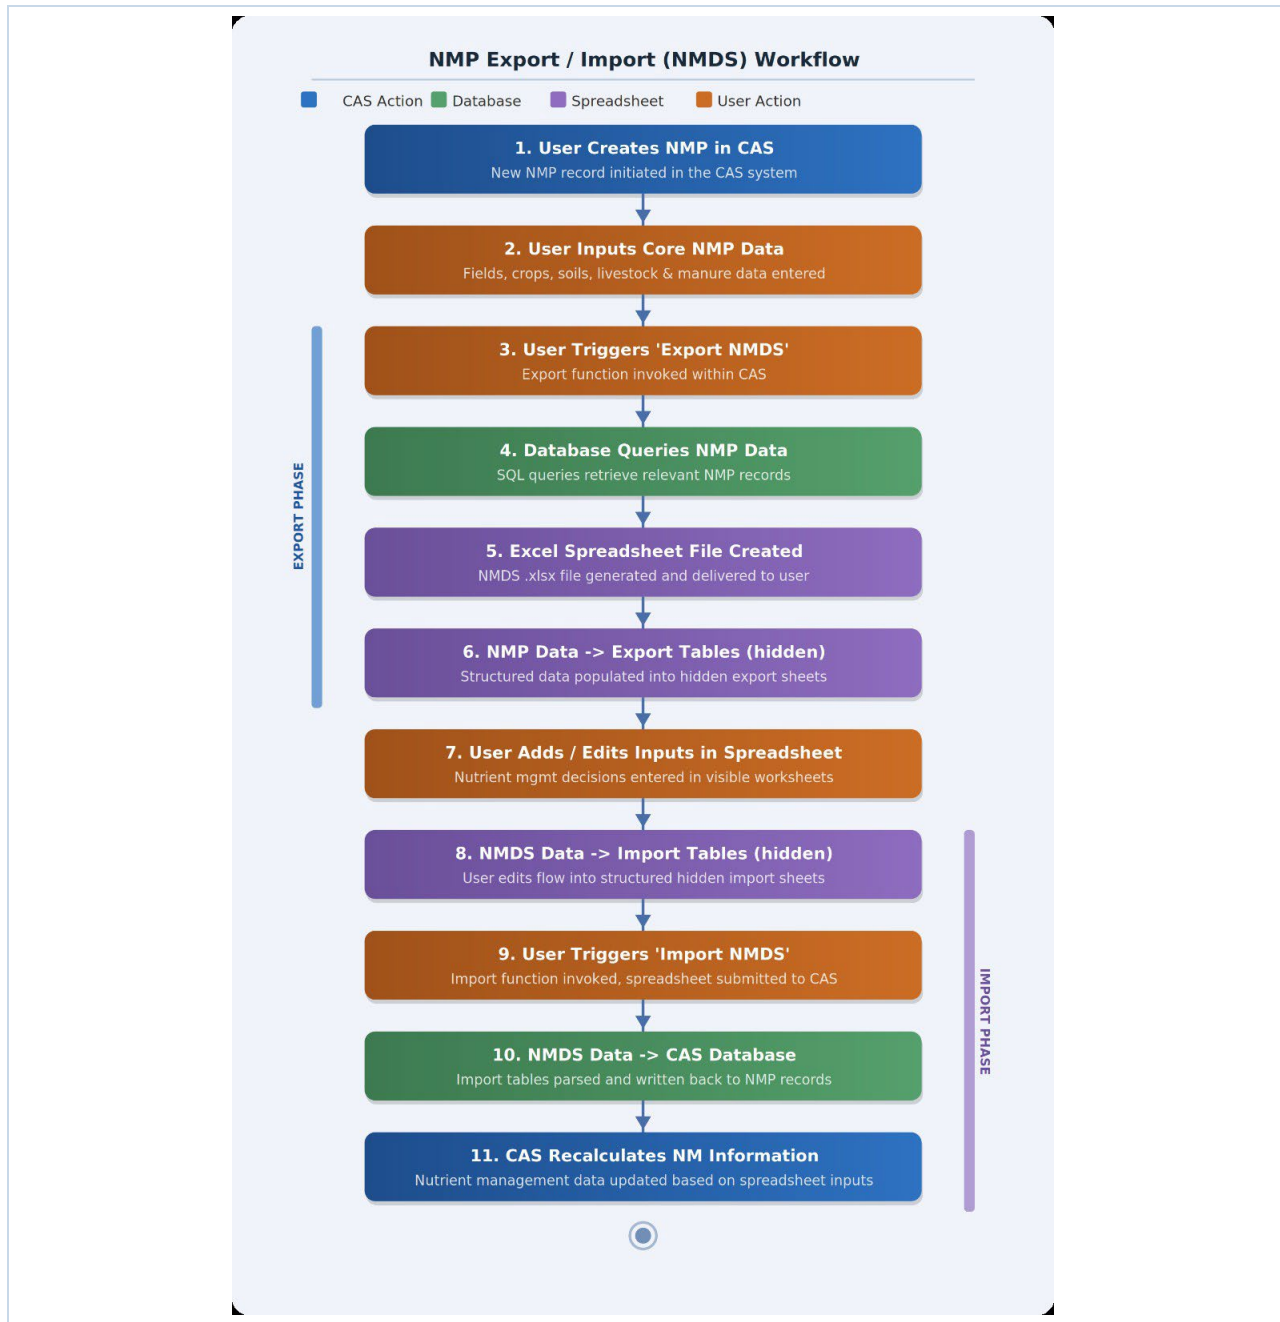 NMP Export / Import (NMDS) Workflow
CAS Action Database Spreadsheet User Action
1. User Creates NMP in CAS
New NMP record initiated in the CAS system
2. User Inputs Core NMP Data
Fields, crops, soils, livestock & manure data entered
3. User Triggers 'Export NMDS'
Export function invoked within CAS
4. Database Queries NMP Data
SQL queries retrieve relevant NMP records
EXPORT PHASE
5. Excel Spreadsheet File Created
NMDS .xlsx file generated and delivered to user
6. NMP Data -> Export Tables (hidden)
Structured data populated into hidden export sheets
7. User Adds / Edits Inputs in Spreadsheet
Nutrient mgmt decisions entered in visible worksheets
8. NMDS Data -> Import Tables (hidden)
User edits flow into structured hidden import sheets
9. User Triggers 'Import NMDS'
Import function invoked, spreadsheet submitted to CAS
IMPORT PHASE
10. NMDS Data -> CAS Database
Import tables parsed and written back to NMP records
11. CAS Recalculates NM Information
Nutrient management data updated based on spreadsheet inputs